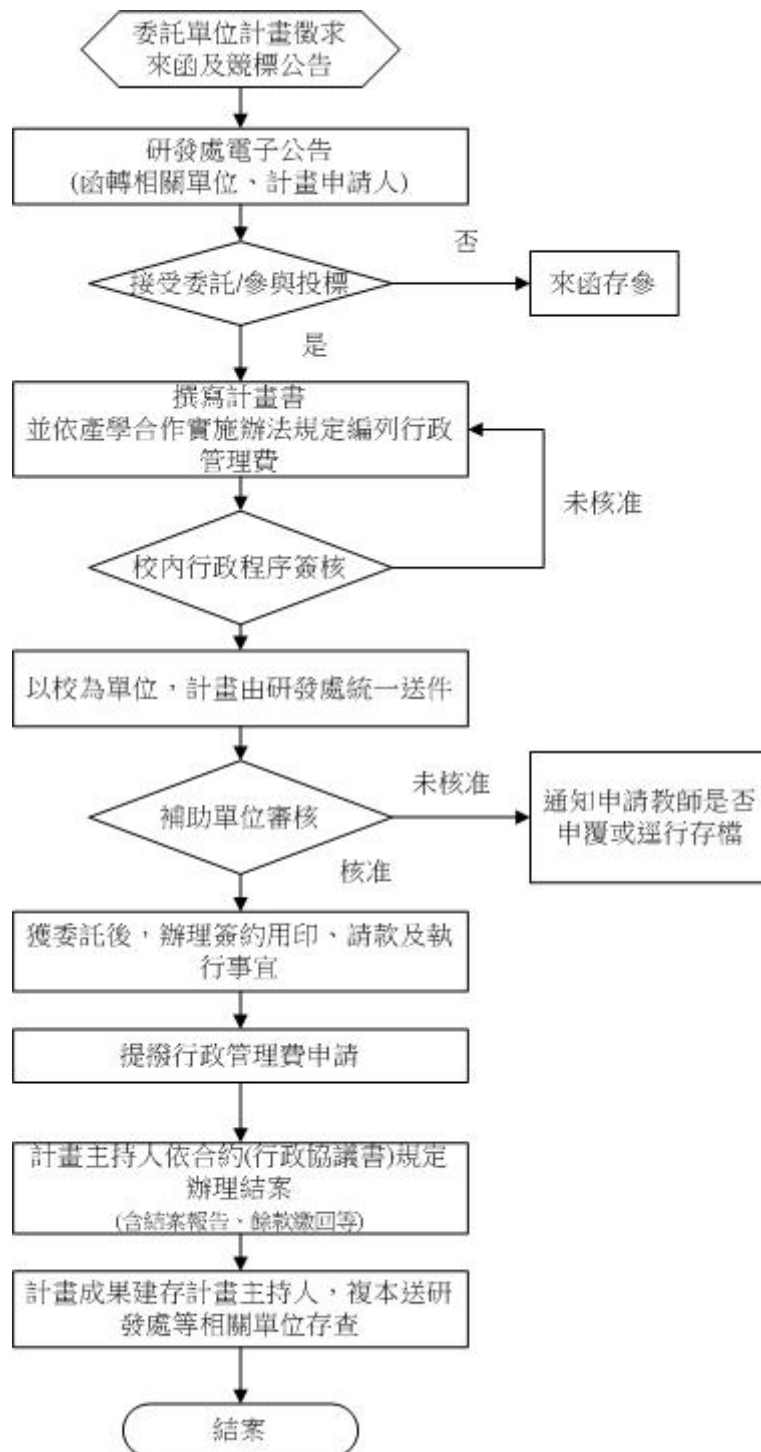 委託單位計畫徵求
來函及競標公告
研發處電子公告
(函轉相關單位、計畫申請人)
否
接受委託/參與投標
來函存參
是
撰寫計畫書
並依產學合作實施辦法規定編列行政
管理費
未核准
校內行政程序簽核
以校為單位，計畫由研發處統一送件
未核准
補助單位審核
通知申請教師是否
申覆或逕行存檔
核准
獲委託後，辦理簽約用印、請款及執
行事宜
提撥行政管理費申請
計畫主持人依合約(行政協議書)規定
辦理結案
(含結案報告、餘款繳回等)
計畫成果建存計畫主持人，複本送研
發處等相關單位存查
結案